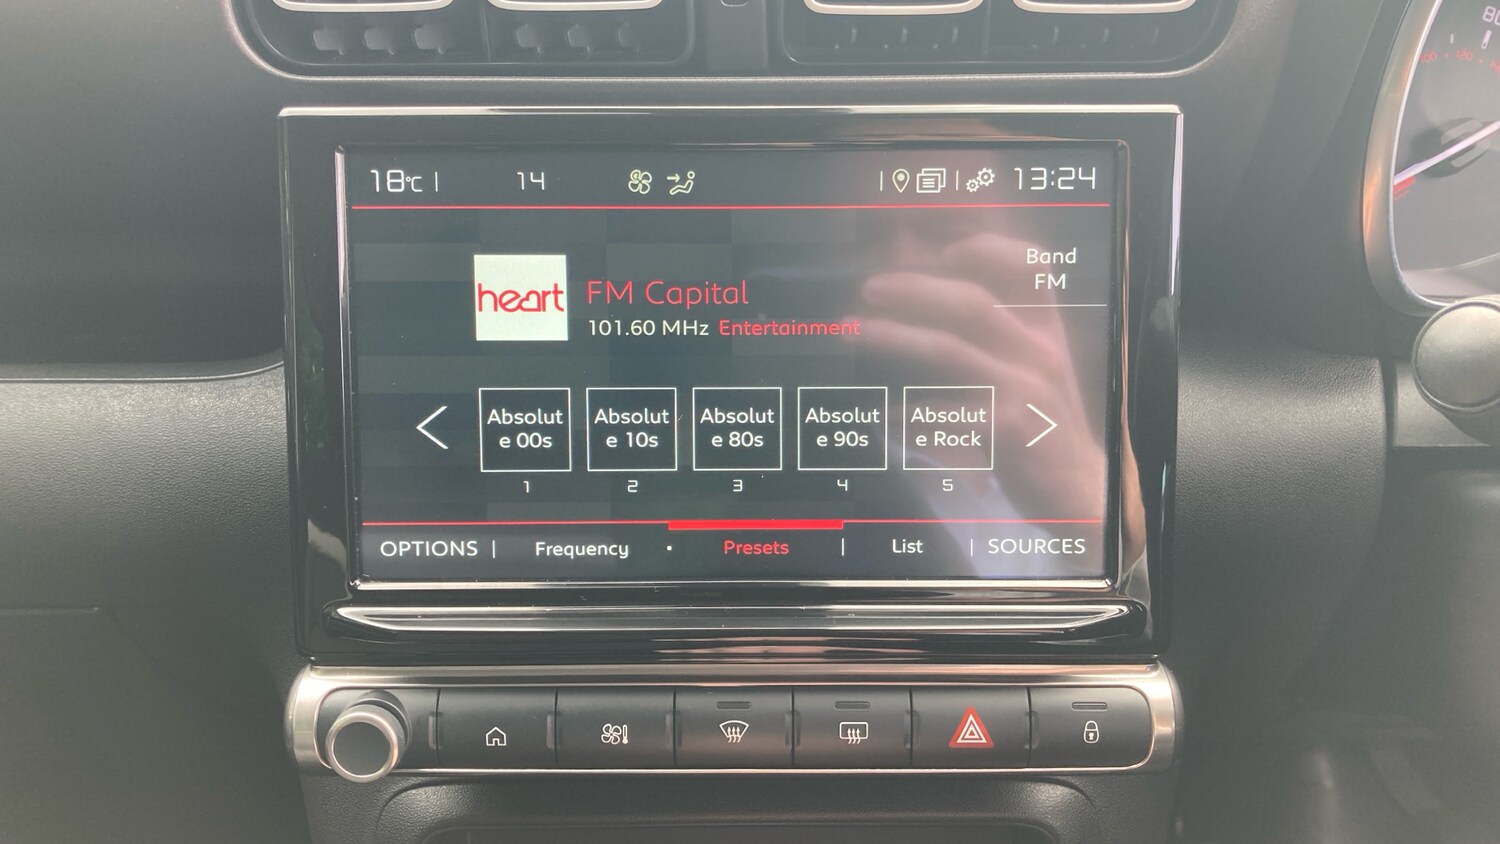 18°C
14
13:24
Band
FM
heart
FM Capital
101.60 MHz Entertainment
Absolut
e 00s
Absolut
e 10s
Absolut
e 80s
Absolut
e 90s
Absolut
e Rock
1 2 3 4 5
OPTIONS | Frequency · Presets | List | SOURCES